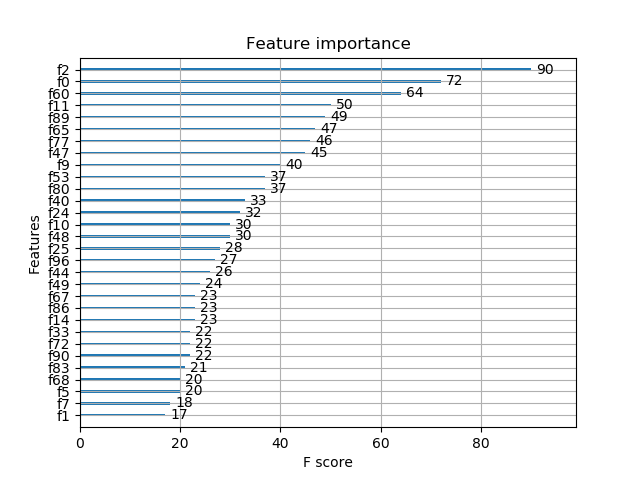 Feature importance
f2 90
f0 72
f60 64
f11 50
f89 49
f65 47
f77 46
f47 45
f9 40
f53 37
f80 37
f40 33
f24 32
f10 30
f48 30
f25 28
f96 27
f44 26
f49 24
f67 23
f86 23
f14 23
f33 22
f72 22
f90 22
f83 21
f68 20
f5 20
f7 18
f1 17
Features
0 20 40 60 80
F score